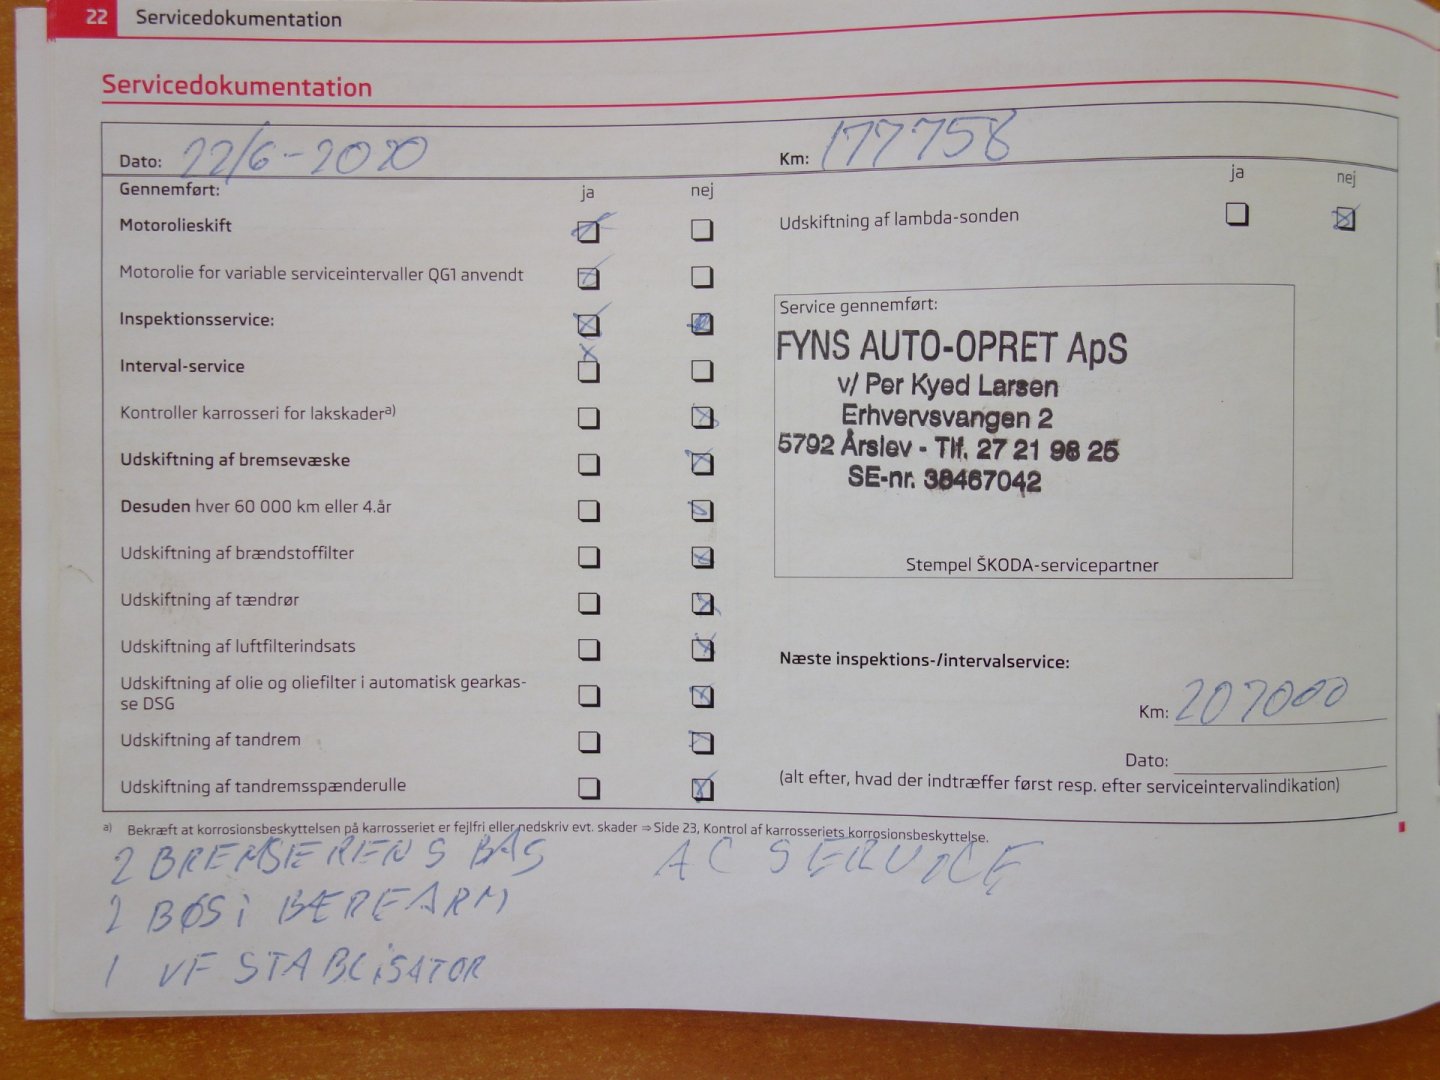 22 Servicedokumentation
Servicedokumentation
Dato: 22/6-2020
Km: 177758
Gennemført: ja nej
ja nej
Motorolieskift
Udskiftning af lambda-sonden
Motorolie for variable serviceintervaller QG1 anvendt
Inspektionsservice:
Interval-service
Kontroller karrosseri for lakskader a)
Udskiftning af bremsevæske
Desuden hver 60 000 km eller 4.år
Udskiftning af brændstoffilter
Udskiftning af tændrør
Udskiftning af luftfilterindsats
Udskiftning af olie og oliefilter i automatisk gearkas-
se DSG
Udskiftning af tandrem
Udskiftning af tandremsspænderulle
Service gennemført:
FYNS AUTO-OPRET ApS
v/ Per Kyed Larsen
Erhvervsvangen 2
5792 Årslev - Tlf. 27 21 98 25
SE-nr. 38467042
Stempel ŠKODA-servicepartner
Næste inspektions-/intervalservice:
Km: 207000
Dato:
(alt efter, hvad der indtræffer først resp. efter serviceintervalindikation)
a) Bekræft at korrosionsbeskyttelsen på karrosseriet er fejlfri eller nedskriv evt. skader ⇒ Side 23, Kontrol af karrosseriets korrosionsbeskyttelse.
2 BREMSERENS BAG
AC SERVICE
2 BØSI BÆREARM
1 VF STABLISATOR